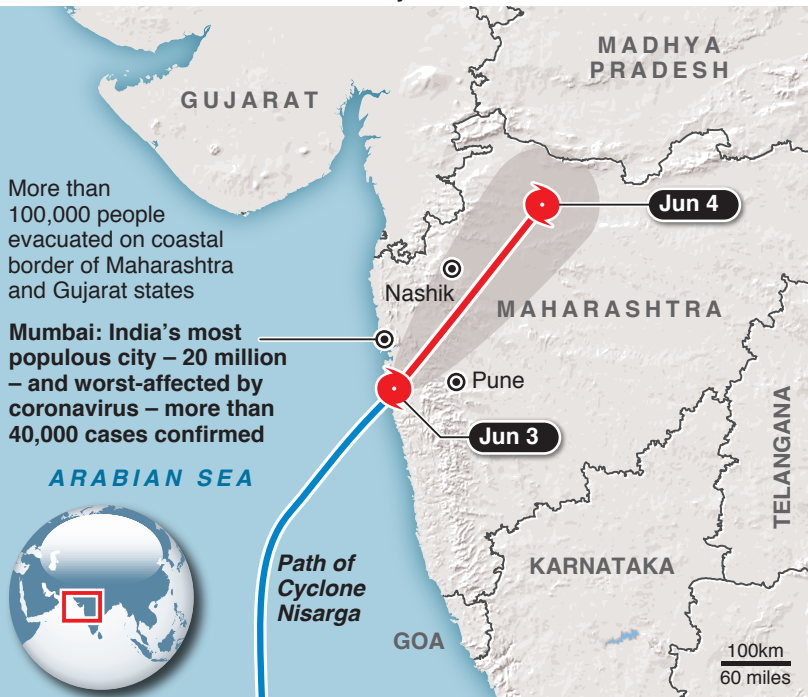 MADHYA
PRADESH
GUJARAT
More than
100,000 people
evacuated on coastal
border of Maharashtra
and Gujarat states
Jun 4
Nashik
MAHARASHTRA
Mumbai: India’s most
populous city – 20 million
– and worst-affected by
coronavirus – more than
40,000 cases confirmed
Pune
Jun 3
ARABIAN SEA
TELANGANA
Path of
Cyclone
Nisarga
KARNATAKA
GOA
100km
60 miles